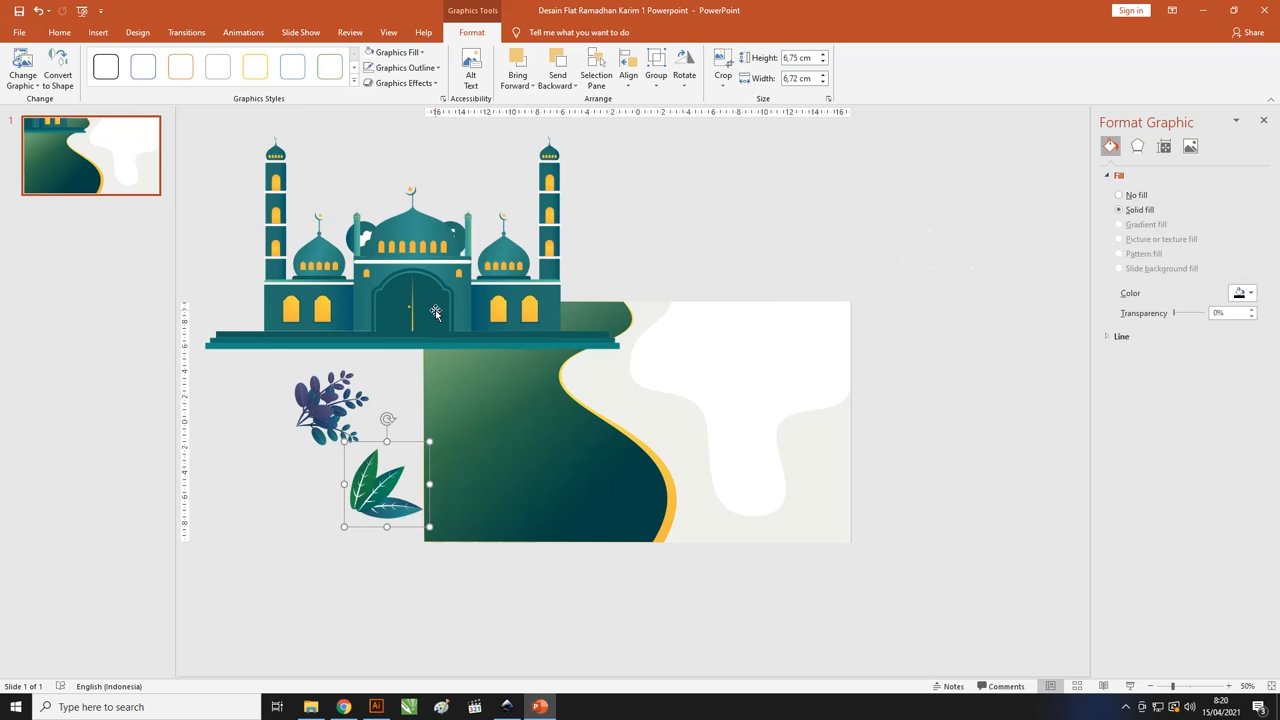 Graphics Tools
Desain Flat Ramadhan Karim 1 Powerpoint - PowerPoint
Sign in
File Home Insert Design Transitions Animations Slide Show Review View Help Format Tell me what you want to do Share
Change Graphic
Convert to Shape
Change
Graphics Fill
Graphics Outline
Graphics Effects
Graphics Styles
Alt Text
Accessibility
Bring Forward
Send Backward
Selection Pane
Align
Group
Rotate
Arrange
Crop
Height: 6,75 cm
Width: 6,72 cm
Size
1
Format Graphic
Fill
No fill
Solid fill
Gradient fill
Picture or texture fill
Pattern fill
Slide background fill
Color
Transparency 0%
Line
Slide 1 of 1 English (Indonesia) Notes Comments 50%
Type here to search
8:20
15/04/2021